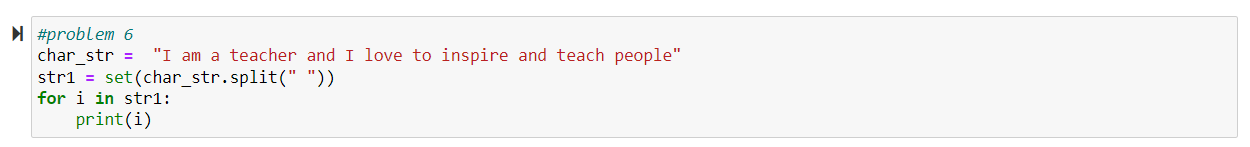 #problem 6
char_str =  "I am a teacher and I love to inspire and teach people"
str1 = set(char_str.split(" "))
for i in str1:
    print(i)